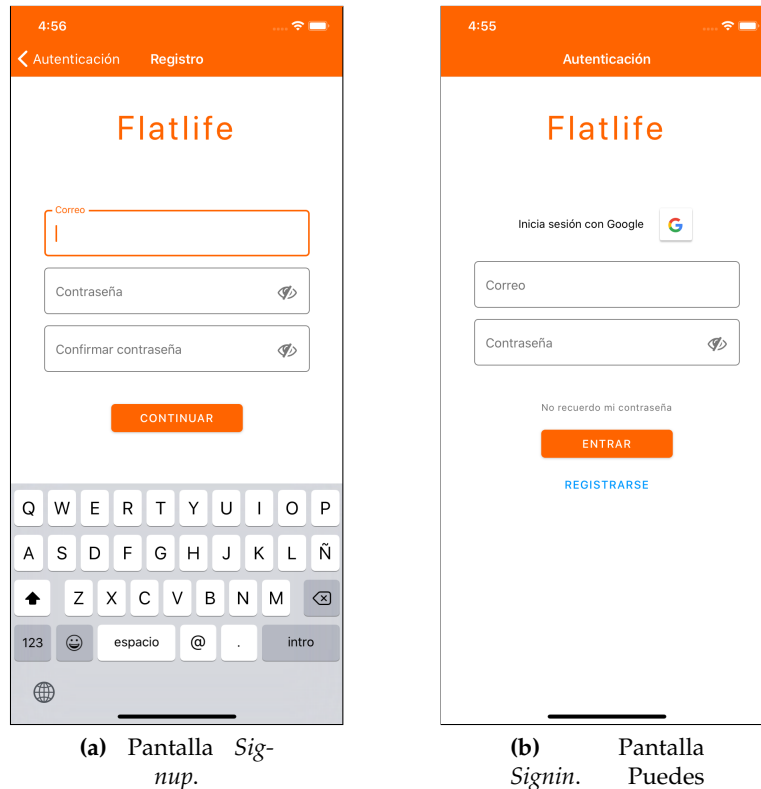 4:56
Autenticación Registro
Flatlife
Correo
Contraseña
Confirmar contraseña
CONTINUAR
Q W E R T Y U I O P
A S D F G H J K L Ñ
Z X C V B N M
123 espacio @ . intro
(a) Pantalla Sig-
nup.
4:55
Autenticación
Flatlife
Inicia sesión con Google G
Correo
Contraseña
No recuerdo mi contraseña
ENTRAR
REGISTRARSE
(b) Pantalla
Signin. Puedes